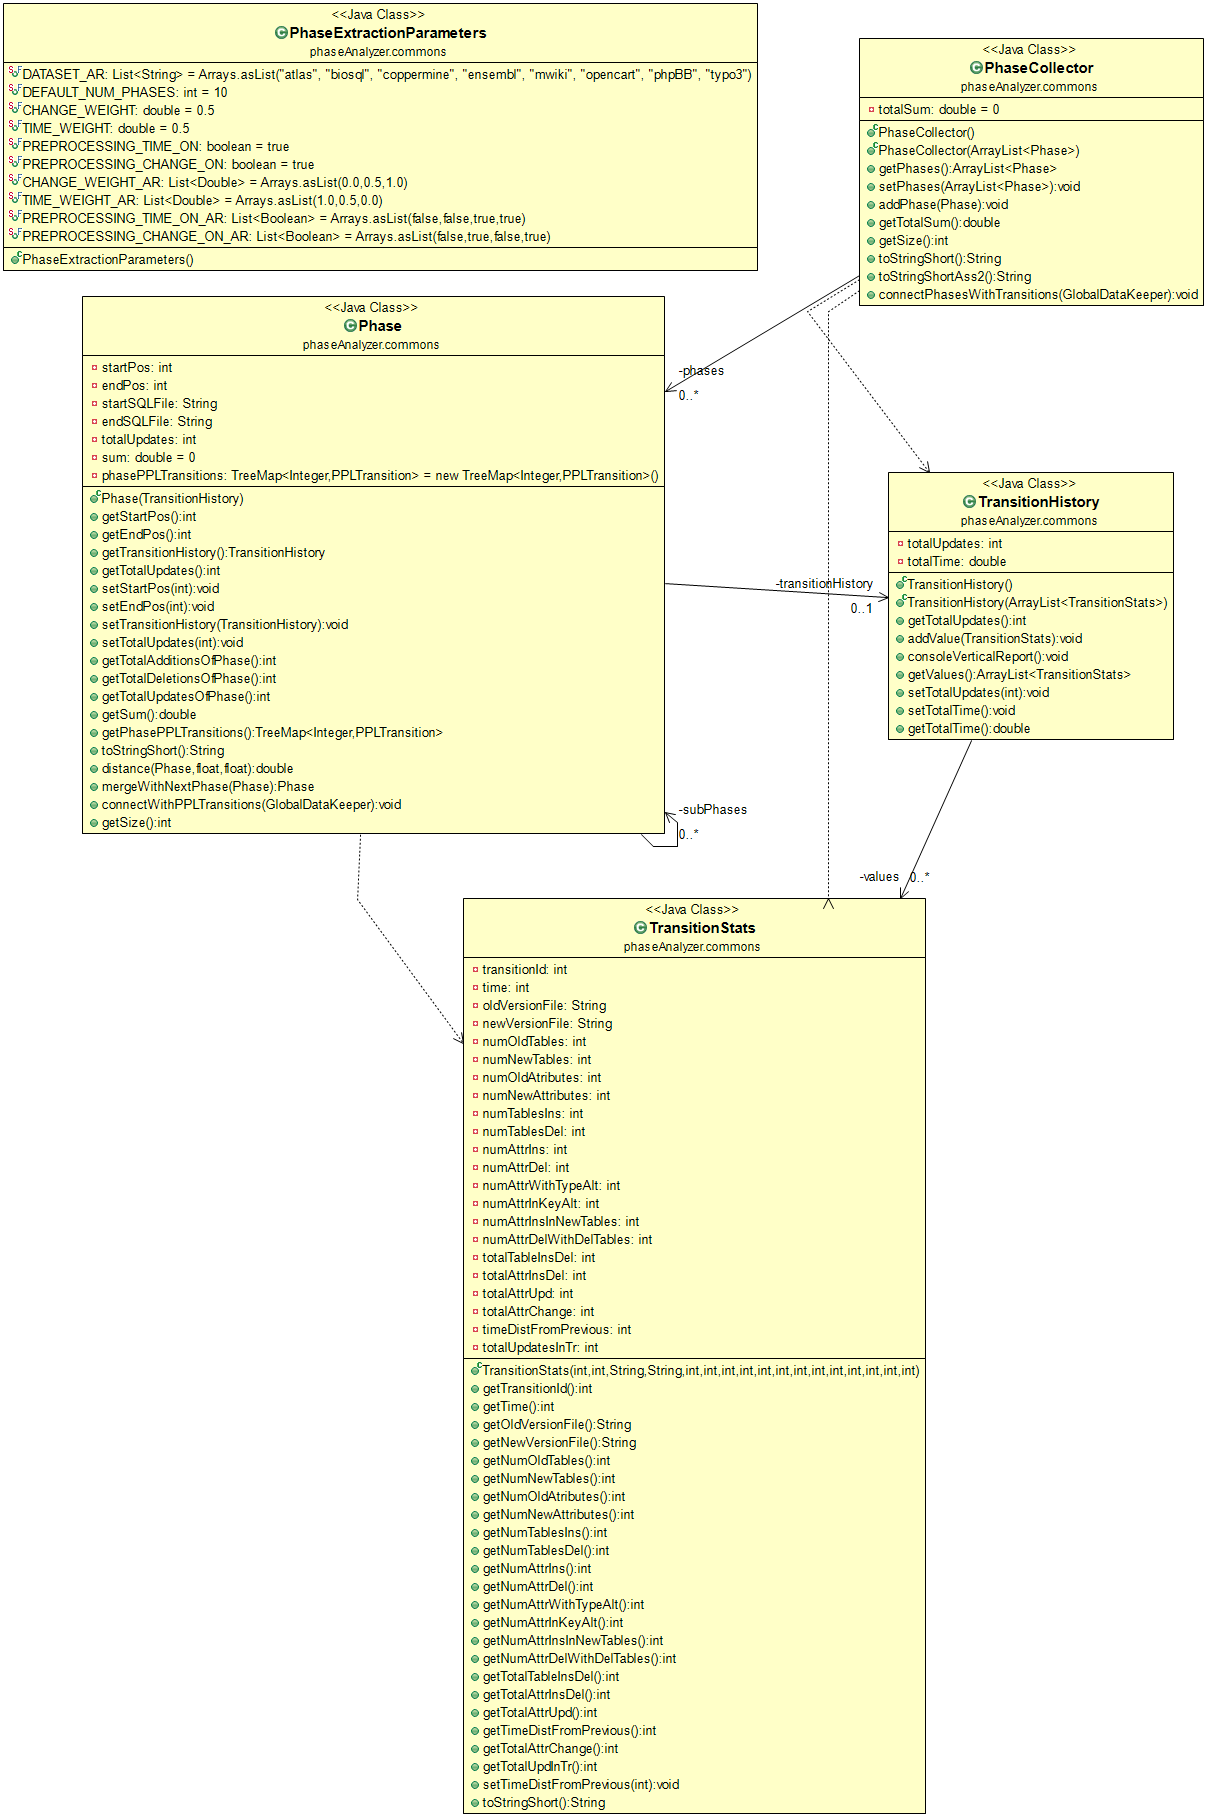 <<Java Class>>
PhaseExtractionParameters
phaseAnalyzer.commons
DATASET_AR: List<String> = Arrays.asList("atlas", "biosql", "coppermine", "ensembl", "mwiki", "opencart", "phpBB", "typo3")
DEFAULT_NUM_PHASES: int = 10
CHANGE_WEIGHT: double = 0.5
TIME_WEIGHT: double = 0.5
PREPROCESSING_TIME_ON: boolean = true
PREPROCESSING_CHANGE_ON: boolean = true
CHANGE_WEIGHT_AR: List<Double> = Arrays.asList(0.0,0.5,1.0)
TIME_WEIGHT_AR: List<Double> = Arrays.asList(1.0,0.5,0.0)
PREPROCESSING_TIME_ON_AR: List<Boolean> = Arrays.asList(false,false,true,true)
PREPROCESSING_CHANGE_ON_AR: List<Boolean> = Arrays.asList(false,true,false,true)
PhaseExtractionParameters()
<<Java Class>>
PhaseCollector
phaseAnalyzer.commons
totalSum: double = 0
PhaseCollector()
PhaseCollector(ArrayList<Phase>)
getPhases():ArrayList<Phase>
setPhases(ArrayList<Phase>):void
addPhase(Phase):void
getTotalSum():double
getSize():int
toStringShort():String
toStringShortAss2():String
connectPhasesWithTransitions(GlobalDataKeeper):void
<<Java Class>>
Phase
phaseAnalyzer.commons
startPos: int
endPos: int
startSQLFile: String
endSQLFile: String
totalUpdates: int
sum: double = 0
phasePPLTransitions: TreeMap<Integer,PPLTransition> = new TreeMap<Integer,PPLTransition>()
Phase(TransitionHistory)
getStartPos():int
getEndPos():int
getTransitionHistory():TransitionHistory
getTotalUpdates():int
setStartPos(int):void
setEndPos(int):void
setTransitionHistory(TransitionHistory):void
setTotalUpdates(int):void
getTotalAdditionsOfPhase():int
getTotalDeletionsOfPhase():int
getTotalUpdatesOfPhase():int
getSum():double
getPhasePPLTransitions():TreeMap<Integer,PPLTransition>
toStringShort():String
distance(Phase,float,float):double
mergeWithNextPhase(Phase):Phase
connectWithPPLTransitions(GlobalDataKeeper):void
getSize():int
-phases
0..*
-transitionHistory
0..1
-subPhases
0..*
<<Java Class>>
TransitionHistory
phaseAnalyzer.commons
totalUpdates: int
totalTime: double
TransitionHistory()
TransitionHistory(ArrayList<TransitionStats>)
getTotalUpdates():int
addValue(TransitionStats):void
consoleVerticalReport():void
getValues():ArrayList<TransitionStats>
setTotalUpdates(int):void
setTotalTime():void
getTotalTime():double
-values 0..*
<<Java Class>>
TransitionStats
phaseAnalyzer.commons
transitionId: int
time: int
oldVersionFile: String
newVersionFile: String
numOldTables: int
numNewTables: int
numOldAtributes: int
numNewAttributes: int
numTablesIns: int
numTablesDel: int
numAttrIns: int
numAttrDel: int
numAttrWithTypeAlt: int
numAttrInKeyAlt: int
numAttrInsInNewTables: int
numAttrDelWithDelTables: int
totalTableInsDel: int
totalAttrInsDel: int
totalAttrUpd: int
totalAttrChange: int
timeDistFromPrevious: int
totalUpdatesInTr: int
TransitionStats(int,int,String,String,int,int,int,int,int,int,int,int,int,int,int,int,int)
getTransitionId():int
getTime():int
getOldVersionFile():String
getNewVersionFile():String
getNumOldTables():int
getNumNewTables():int
getNumOldAtributes():int
getNumNewAttributes():int
getNumTablesIns():int
getNumTablesDel():int
getNumAttrIns():int
getNumAttrDel():int
getNumAttrWithTypeAlt():int
getNumAttrInKeyAlt():int
getNumAttrInsInNewTables():int
getNumAttrDelWithDelTables():int
getTotalTableInsDel():int
getTotalAttrInsDel():int
getTotalAttrUpd():int
getTimeDistFromPrevious():int
getTotalAttrChange():int
getTotalUpdInTr():int
setTimeDistFromPrevious(int):void
toStringShort():String